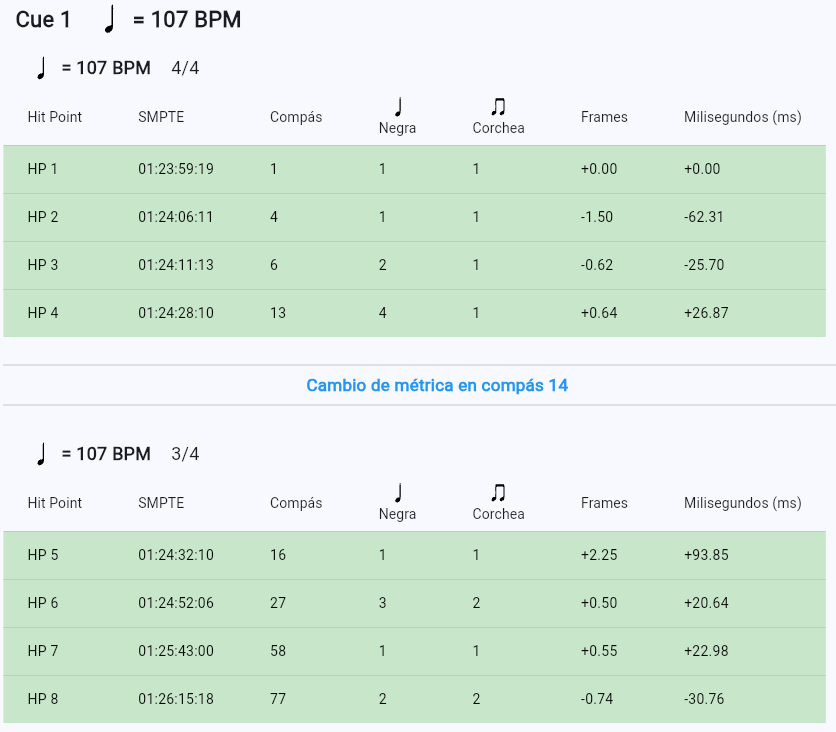 Cue 1 ♩ = 107 BPM
♩ = 107 BPM 4/4
Hit Point SMPTE Compás ♩ Negra ♫ Corchea Frames Milisegundos (ms)
HP 1 01:23:59:19 1 1 1 +0.00 +0.00
HP 2 01:24:06:11 4 1 1 -1.50 -62.31
HP 3 01:24:11:13 6 2 1 -0.62 -25.70
HP 4 01:24:28:10 13 4 1 +0.64 +26.87
Cambio de métrica en compás 14
♩ = 107 BPM 3/4
Hit Point SMPTE Compás ♩ Negra ♫ Corchea Frames Milisegundos (ms)
HP 5 01:24:32:10 16 1 1 +2.25 +93.85
HP 6 01:24:52:06 27 3 2 +0.50 +20.64
HP 7 01:25:43:00 58 1 1 +0.55 +22.98
HP 8 01:26:15:18 77 2 2 -0.74 -30.76